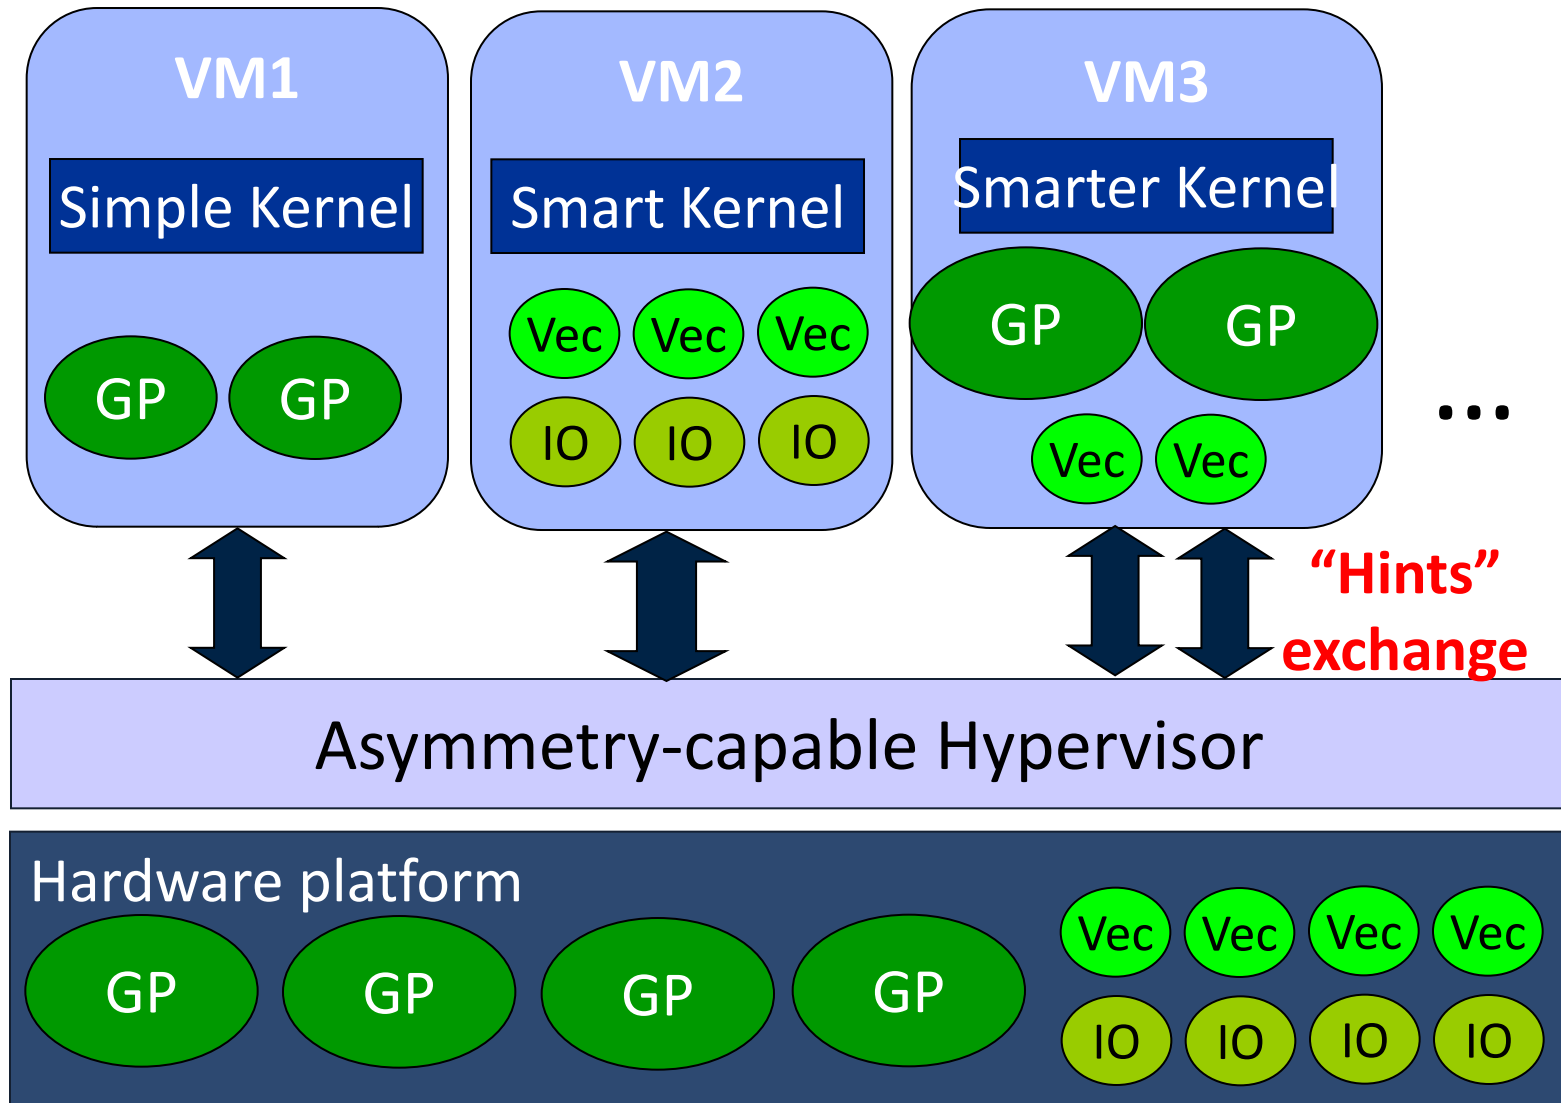 VM1
VM2
VM3
Simple Kernel
Smart Kernel
Smarter Kernel
GP
GP
Vec
Vec
Vec
IO
IO
IO
GP
GP
Vec
Vec
...
“Hints”
exchange
Asymmetry-capable Hypervisor
Hardware platform
GP
GP
GP
GP
Vec
Vec
Vec
Vec
IO
IO
IO
IO